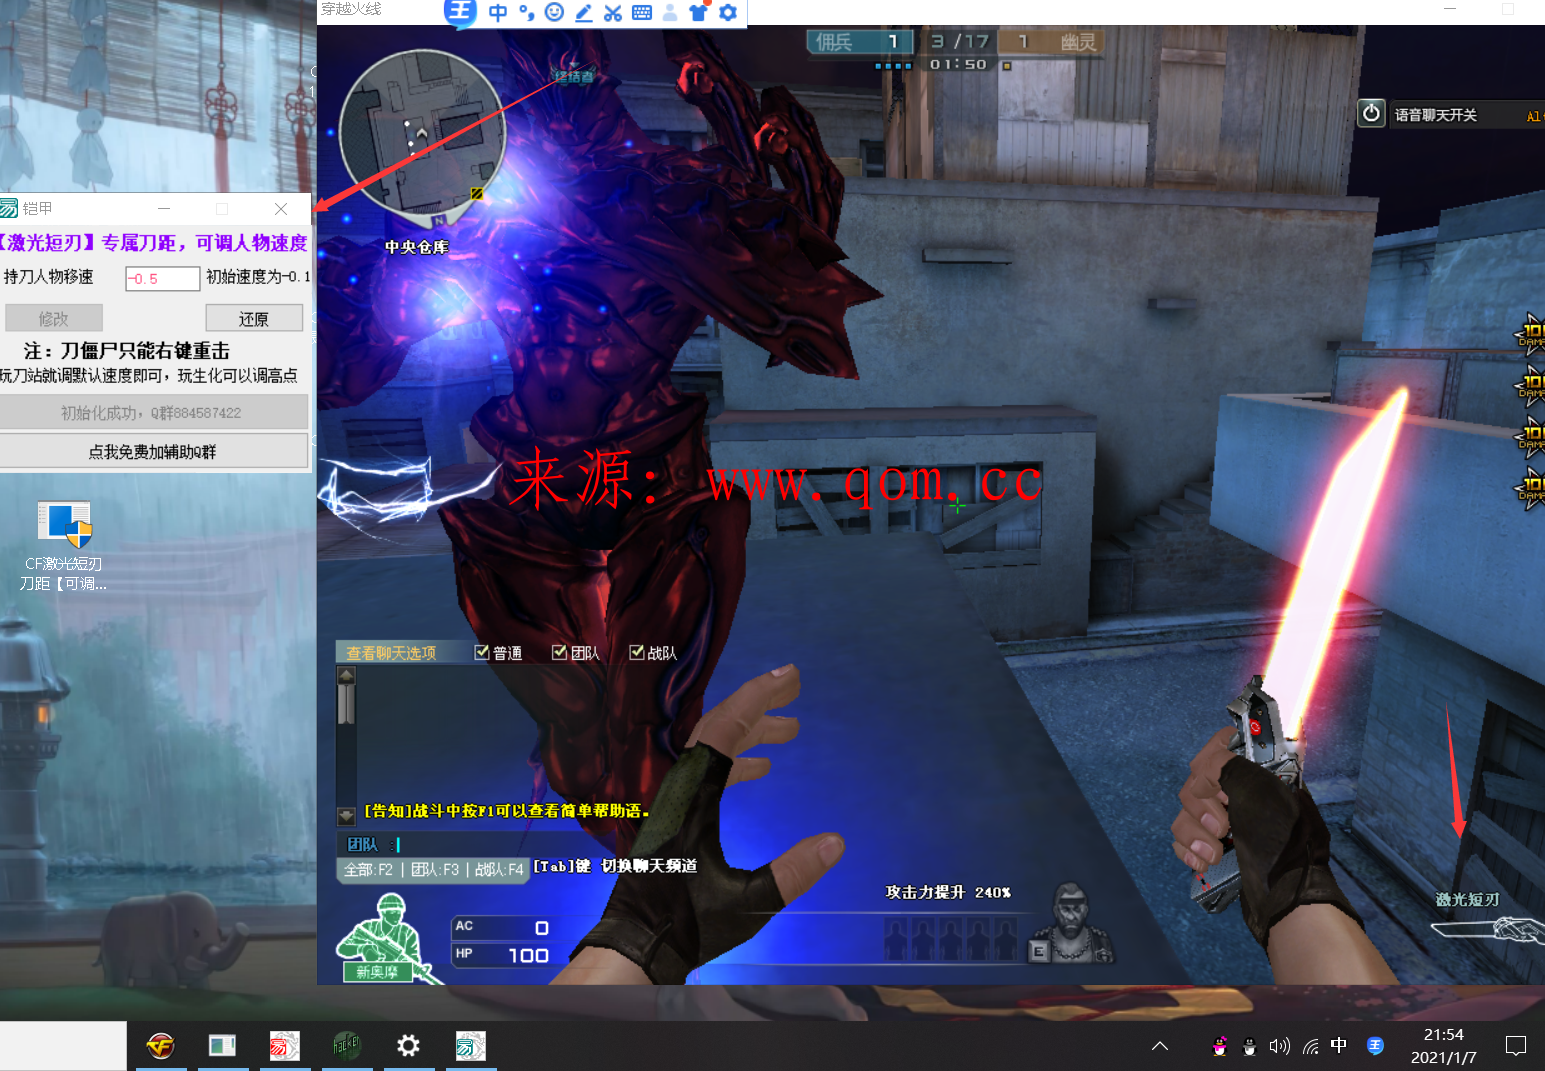 穿越火线
中
佣兵 1 3 /17 1 幽灵
01:50
终结者
语音聊天开关
N
中央仓库
铠甲
【激光短刃】专属刀距，可调人物速度
持刀人物移速 -0.5 初始速度为-0.1
修改 还原
注：刀僵尸只能右键重击
玩刀站就调默认速度即可，玩生化可以调高点
初始化成功，Q群884587422
点我免费加辅助Q群
来源：www.qom.cc
CF激光短刃
刀距【可调...
查看聊天选项 普通 团队 战队
[告知]战斗中按F1可以查看简单帮助语。
团队 :
全部:F2 | 团队:F3 | 战队:F4 [Tab]键 切换聊天频道
攻击力提升 240%
激光短刃
AC 0
HP 100
新奥摩
E
CF
hacker
中
21:54
2021/1/7